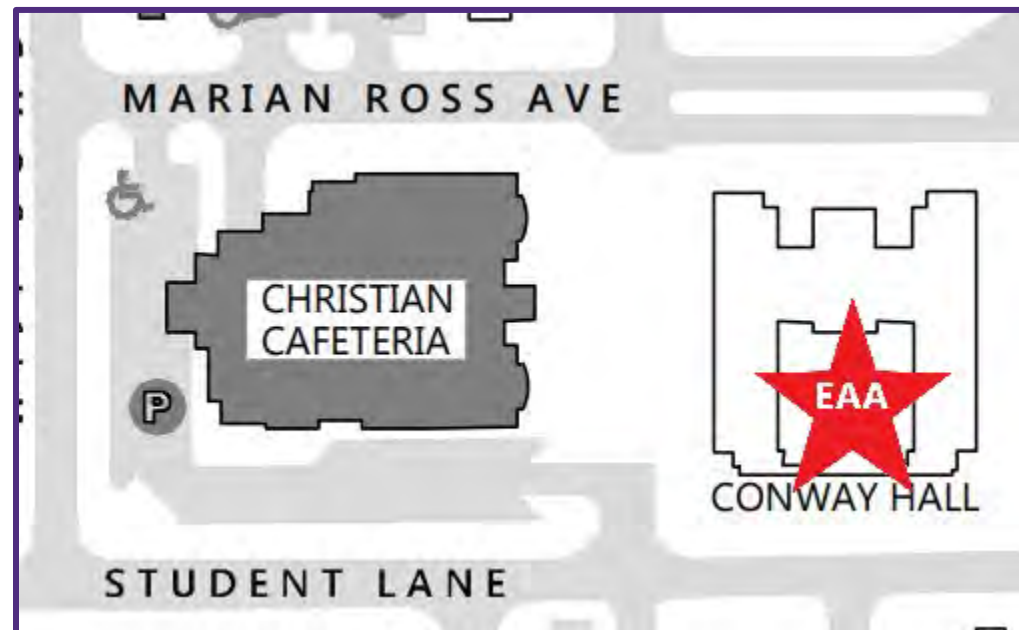 MARIAN ROSS AVE
CHRISTIAN
CAFETERIA
P
EAA
CONWAY HALL
STUDENT LANE